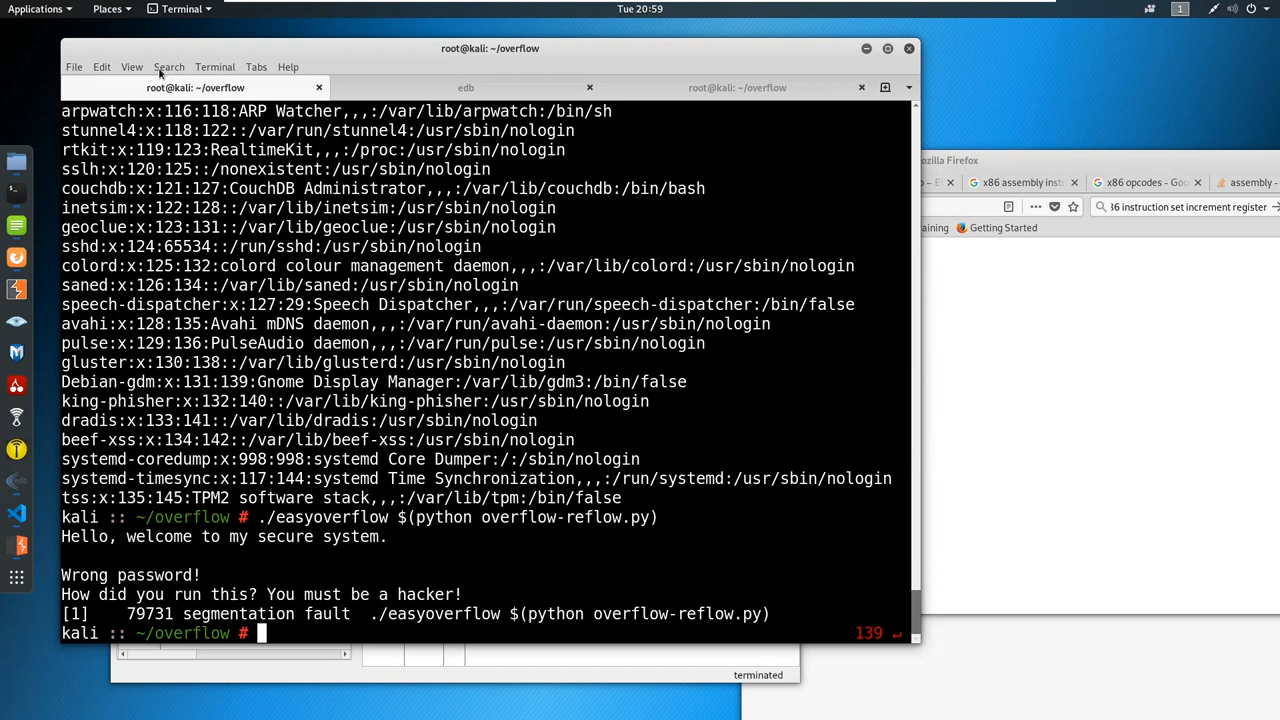 Applications Places Terminal Tue 20:59 1
root@kali: ~/overflow
File Edit View Search Terminal Tabs Help
root@kali: ~/overflow edb root@kali: ~/overflow
arpwatch:x:116:118:ARP Watcher,,,:/var/lib/arpwatch:/bin/sh
stunnel4:x:118:122::/var/run/stunnel4:/usr/sbin/nologin
rtkit:x:119:123:RealtimeKit,,,:/proc:/usr/sbin/nologin
sslh:x:120:125::/nonexistent:/usr/sbin/nologin
couchdb:x:121:127:CouchDB Administrator,,,:/var/lib/couchdb:/bin/bash
inetsim:x:122:128::/var/lib/inetsim:/usr/sbin/nologin
geoclue:x:123:131::/var/lib/geoclue:/usr/sbin/nologin
sshd:x:124:65534::/run/sshd:/usr/sbin/nologin
colord:x:125:132:colord colour management daemon,,,:/var/lib/colord:/usr/sbin/nologin
saned:x:126:134::/var/lib/saned:/usr/sbin/nologin
speech-dispatcher:x:127:29:Speech Dispatcher,,,:/var/run/speech-dispatcher:/bin/false
avahi:x:128:135:Avahi mDNS daemon,,,:/var/run/avahi-daemon:/usr/sbin/nologin
pulse:x:129:136:PulseAudio daemon,,,:/var/run/pulse:/usr/sbin/nologin
gluster:x:130:138::/var/lib/glusterd:/usr/sbin/nologin
Debian-gdm:x:131:139:Gnome Display Manager:/var/lib/gdm3:/bin/false
king-phisher:x:132:140::/var/lib/king-phisher:/usr/sbin/nologin
dradis:x:133:141::/var/lib/dradis:/usr/sbin/nologin
beef-xss:x:134:142::/var/lib/beef-xss:/usr/sbin/nologin
systemd-coredump:x:998:998:systemd Core Dumper:/:/sbin/nologin
systemd-timesync:x:117:144:systemd Time Synchronization,,,:/run/systemd:/usr/sbin/nologin
tss:x:135:145:TPM2 software stack,,,:/var/lib/tpm:/bin/false
kali :: ~/overflow # ./easyoverflow $(python overflow-reflow.py)
Hello, welcome to my secure system.
Wrong password!
How did you run this? You must be a hacker!
[1] 79731 segmentation fault ./easyoverflow $(python overflow-reflow.py)
kali :: ~/overflow # 139 ↵
terminated
ozilla Firefox
x86 assembly instr x86 opcodes - Goo assembly -
36 instruction set increment register
aining Getting Started